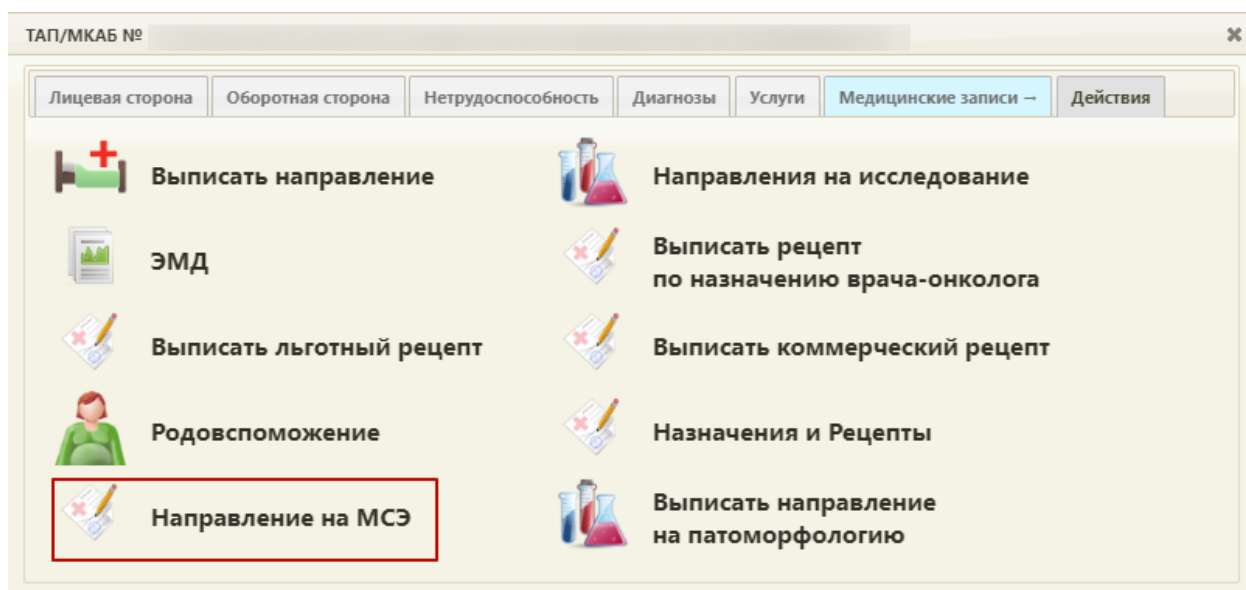 ТАП/МКАБ №
Лицевая сторона Оборотная сторона Нетрудоспособность Диагнозы Услуги Медицинские записи → Действия
Выписать направление
Направления на исследование
ЭМД
Выписать рецепт
по назначению врача-онколога
Выписать льготный рецепт
Выписать коммерческий рецепт
Родовспоможение
Назначения и Рецепты
Направление на МСЭ
Выписать направление
на патоморфологию